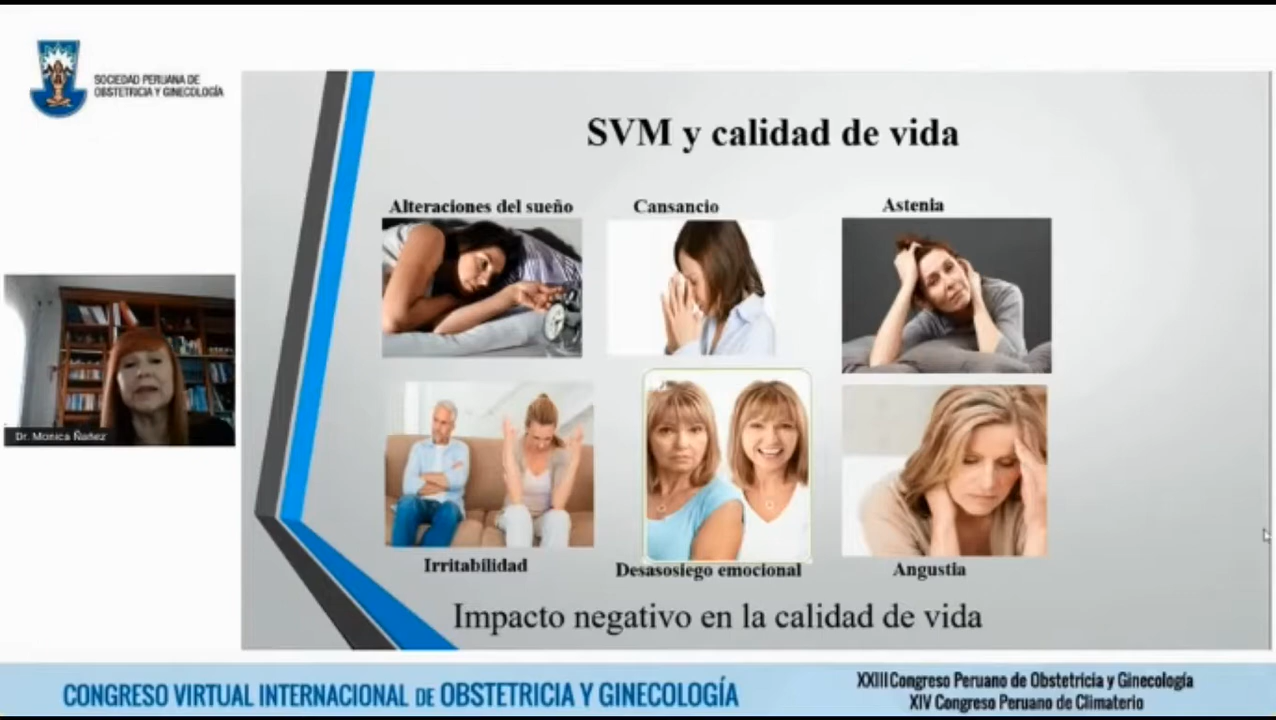 SOCIEDAD PERUANA DE
OBSTETRICIA Y GINECOLOGÍA
SVM y calidad de vida
Alteraciones del sueño
Cansancio
Astenia
Dr. Monica Ñañez
Irritabilidad
Desasosiego emocional
Angustia
Impacto negativo en la calidad de vida
CONGRESO VIRTUAL INTERNACIONAL DE OBSTETRICIA Y GINECOLOGÍA
XXIII Congreso Peruano de Obstetricia y Ginecología
XIV Congreso Peruano de Climaterio